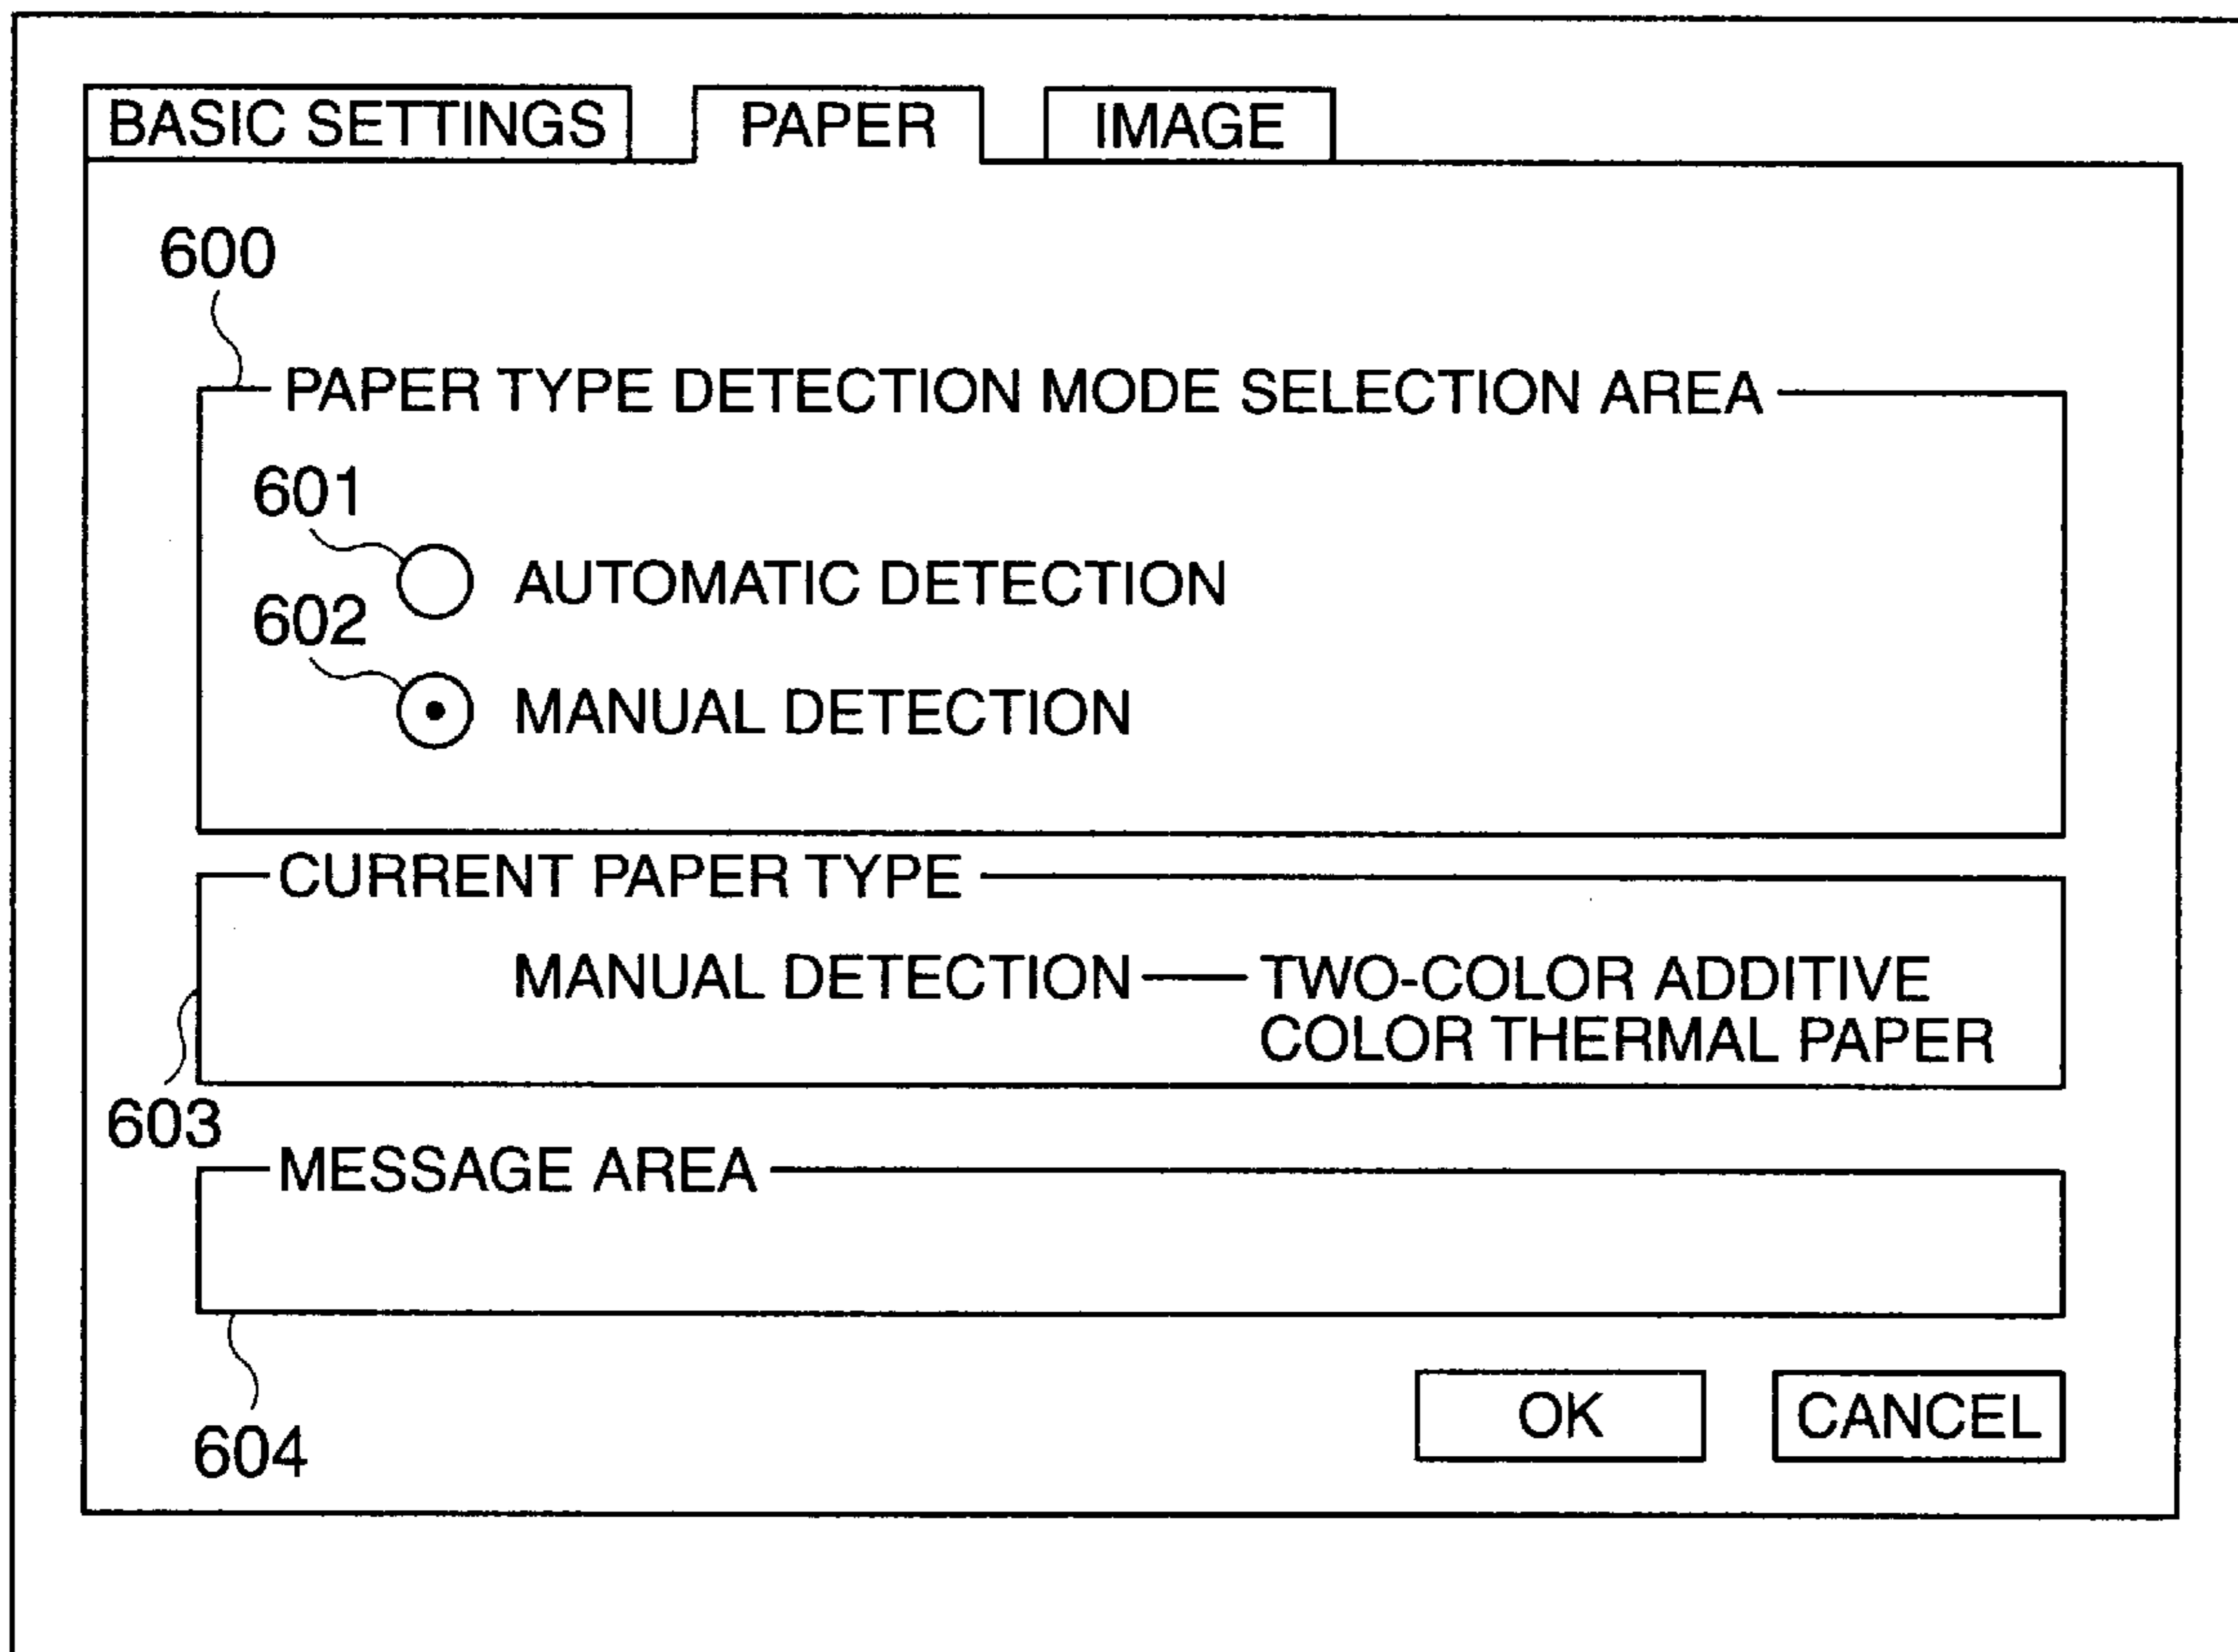 BASIC SETTINGS
PAPER
IMAGE
600
PAPER TYPE DETECTION MODE SELECTION AREA
601
AUTOMATIC DETECTION
602
MANUAL DETECTION
CURRENT PAPER TYPE
MANUAL DETECTION — TWO-COLOR ADDITIVE
COLOR THERMAL PAPER
603
MESSAGE AREA
604
OK
CANCEL